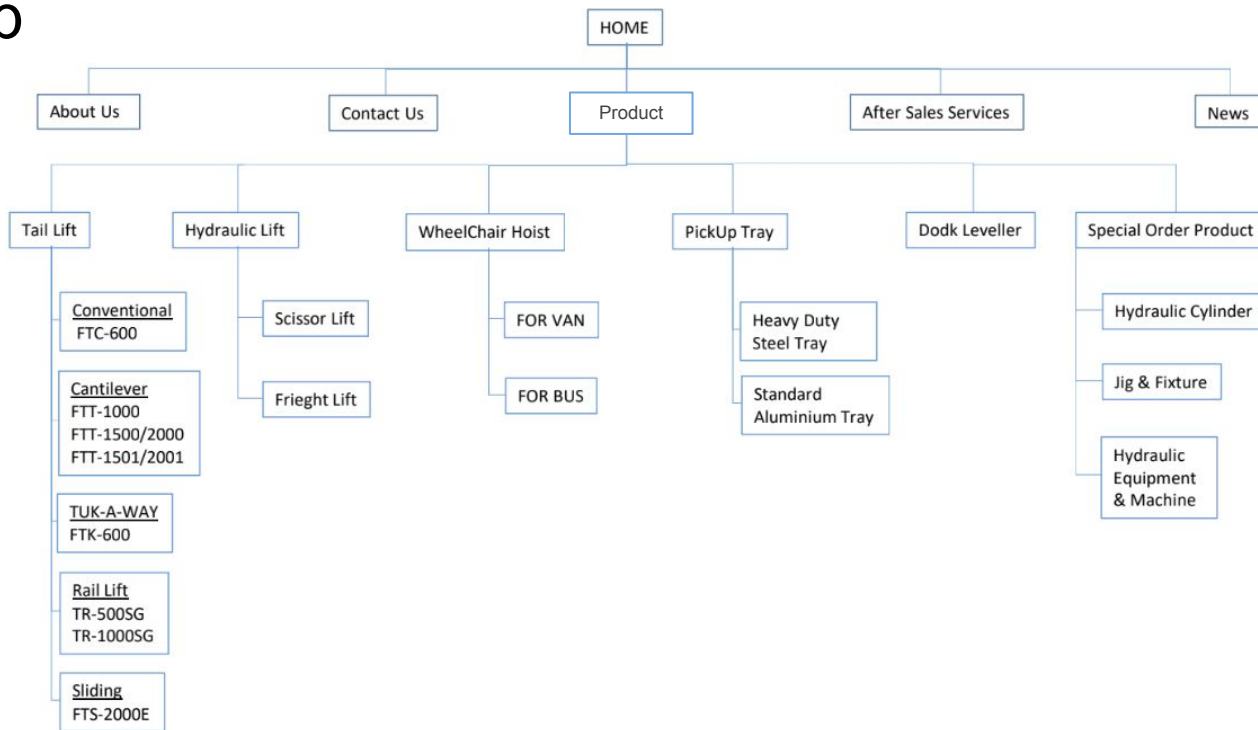 p
HOME
About Us
Contact Us
Product
After Sales Services
News
Tail Lift
Hydraulic Lift
WheelChair Hoist
PickUp Tray
Dodk Leveller
Special Order Product
Conventional
FTC-600
Cantilever
FTT-1000
FTT-1500/2000
FTT-1501/2001
TUK-A-WAY
FTK-600
Rail Lift
TR-500SG
TR-1000SG
Sliding
FTS-2000E
Scissor Lift
Frieght Lift
FOR VAN
FOR BUS
Heavy Duty
Steel Tray
Standard
Aluminium Tray
Hydraulic Cylinder
Jig & Fixture
Hydraulic
Equipment
& Machine